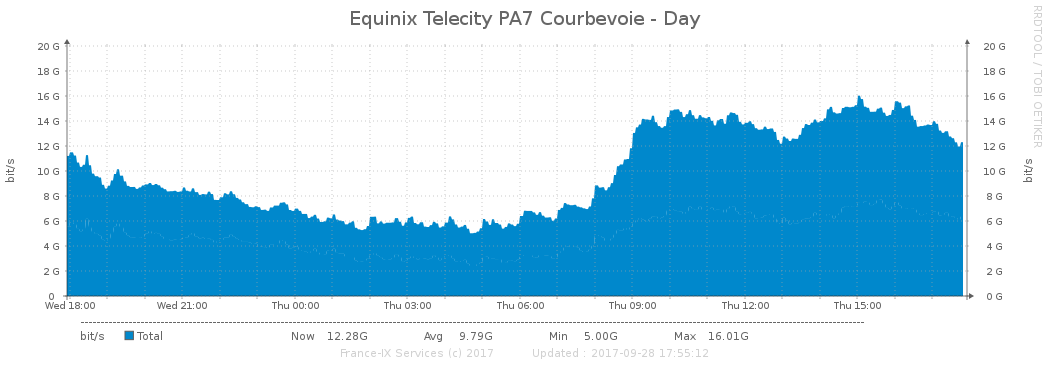 Equinix Telecity PA7 Courbevoie - Day
RRDTOOL / TOBI OETIKER
bit/s
20 G 20 G
18 G 18 G
16 G 16 G
14 G 14 G
12 G 12 G
10 G 10 G
8 G 8 G
6 G 6 G
4 G 4 G
2 G 2 G
0 0 G
bit/s
Wed 18:00 Wed 21:00 Thu 00:00 Thu 03:00 Thu 06:00 Thu 09:00 Thu 12:00 Thu 15:00
bit/s Total Now 12.28G Avg 9.79G Min 5.00G Max 16.01G
France-IX Services (c) 2017 Updated : 2017-09-28 17:55:12